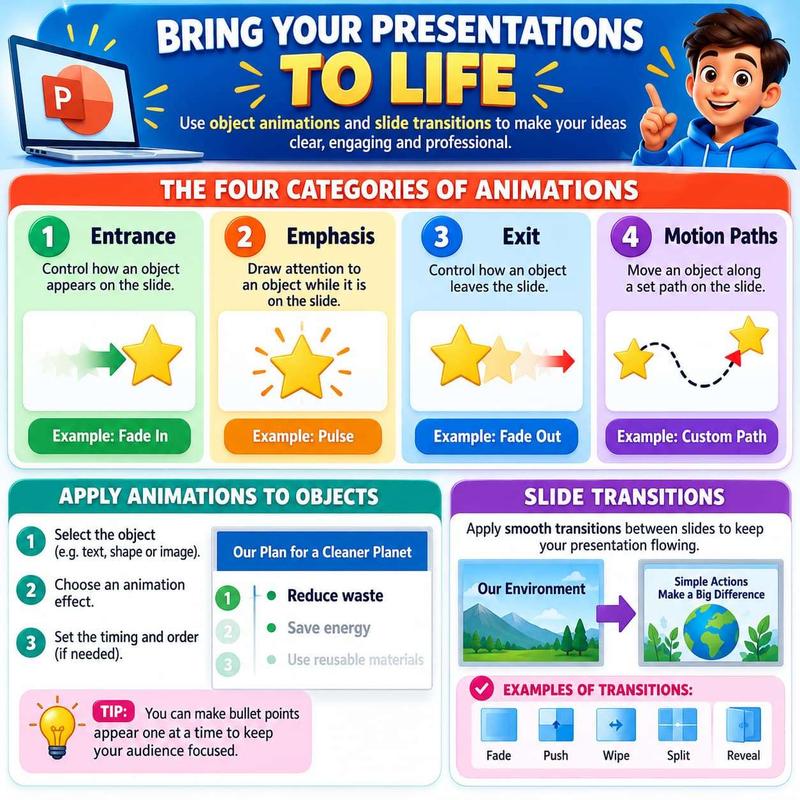 BRING YOUR PRESENTATIONS
TO LIFE
Use object animations and slide transitions to make your ideas
clear, engaging and professional.
P
THE FOUR CATEGORIES OF ANIMATIONS
1 Entrance
Control how an object
appears on the slide.
Example: Fade In
2 Emphasis
Draw attention to
an object while it is
on the slide.
Example: Pulse
3 Exit
Control how an object
leaves the slide.
Example: Fade Out
4 Motion Paths
Move an object along
a set path on the slide.
Example: Custom Path
APPLY ANIMATIONS TO OBJECTS
1 Select the object
(e.g. text, shape or image).
2 Choose an animation
effect.
3 Set the timing and order
(if needed).
Our Plan for a Cleaner Planet
1 • Reduce waste
2 • Save energy
3 • Use reusable materials
TIP: You can make bullet points
appear one at a time to keep
your audience focused.
SLIDE TRANSITIONS
Apply smooth transitions between slides to keep
your presentation flowing.
Our Environment
Simple Actions
Make a Big Difference
EXAMPLES OF TRANSITIONS:
Fade
Push
Wipe
Split
Reveal